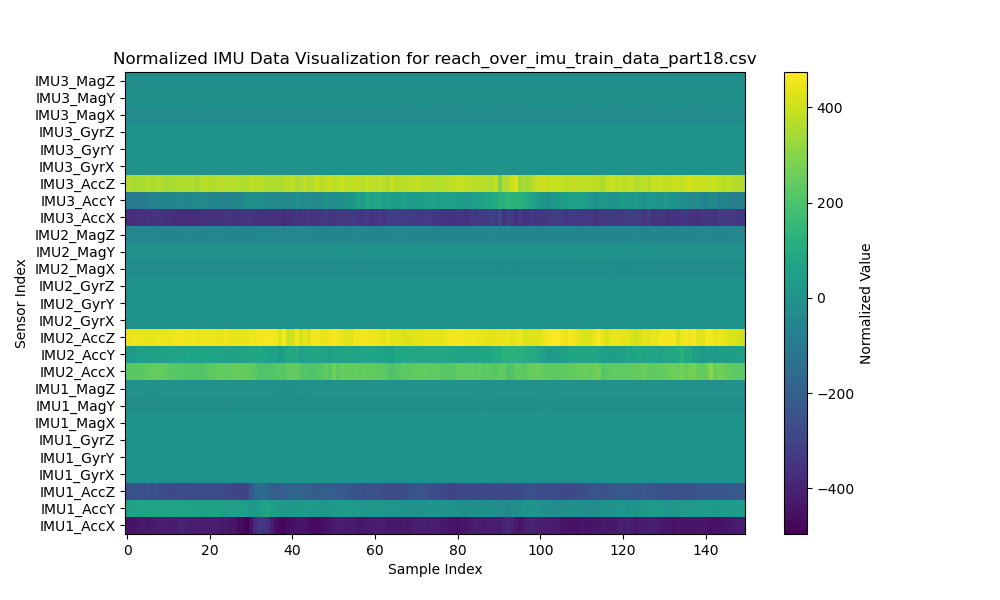 Normalized IMU Data Visualization for reach_over_imu_train_data_part18.csv
IMU3_MagZ
IMU3_MagY
IMU3_MagX
IMU3_GyrZ
IMU3_GyrY
IMU3_GyrX
IMU3_AccZ
IMU3_AccY
IMU3_AccX
IMU2_MagZ
IMU2_MagY
IMU2_MagX
IMU2_GyrZ
IMU2_GyrY
IMU2_GyrX
IMU2_AccZ
IMU2_AccY
IMU2_AccX
IMU1_MagZ
IMU1_MagY
IMU1_MagX
IMU1_GyrZ
IMU1_GyrY
IMU1_GyrX
IMU1_AccZ
IMU1_AccY
IMU1_AccX
Sensor Index
0 20 40 60 80 100 120 140
Sample Index
400
200
0
−200
−400
Normalized Value